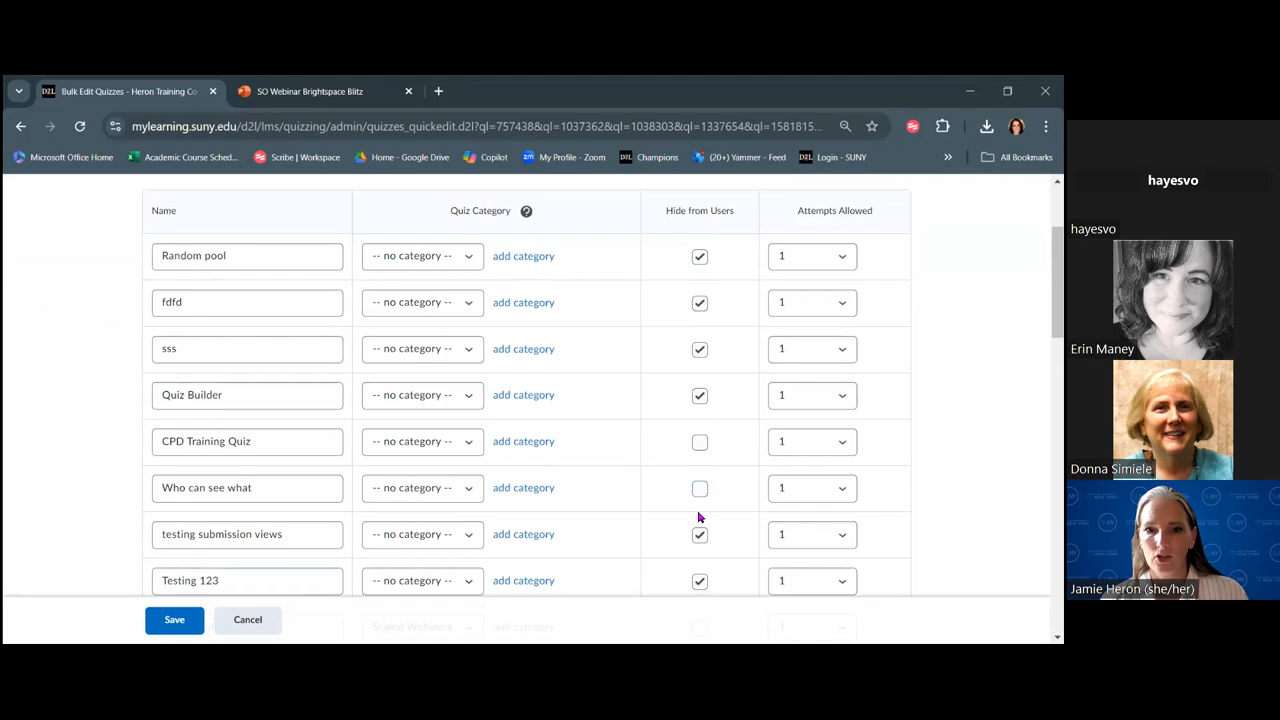 D2L Bulk Edit Quizzes - Heron Training Co
SO Webinar Brightspace Blitz
mylearning.suny.edu/d2l/lms/quizzing/admin/quizzes_quickedit.d2l?ql=757438&ql=10373362&ql=1038303&ql=1337654&ql=1581815...
Microsoft Office Home Academic Course Sched... Scribe | Workspace Home - Google Drive Copilot My Profile - Zoom D2L Champions (20+) Yammer - Feed D2L Login - SUNY » All Bookmarks
Name Quiz Category ? Hide from Users Attempts Allowed
Random pool -- no category -- add category 1
fdfd -- no category -- add category 1
sss -- no category -- add category 1
Quiz Builder -- no category -- add category 1
CPD Training Quiz -- no category -- add category 1
Who can see what -- no category -- add category 1
testing submission views -- no category -- add category 1
Testing 123 -- no category -- add category 1
Scaled Webinars add category 1
Save Cancel
hayesvo
hayesvo
Erin Maney
Donna Simiele
Jamie Heron (she/her)